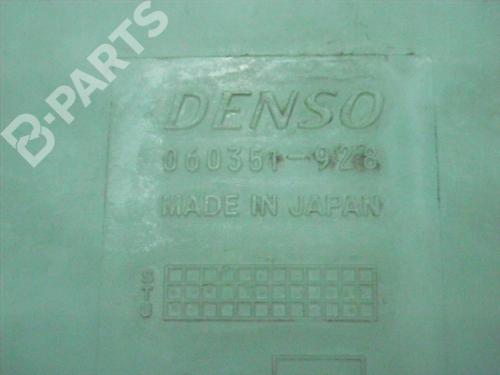 B-PARTS
DENSO
060351-928
MADE IN JAPAN
S
T
U